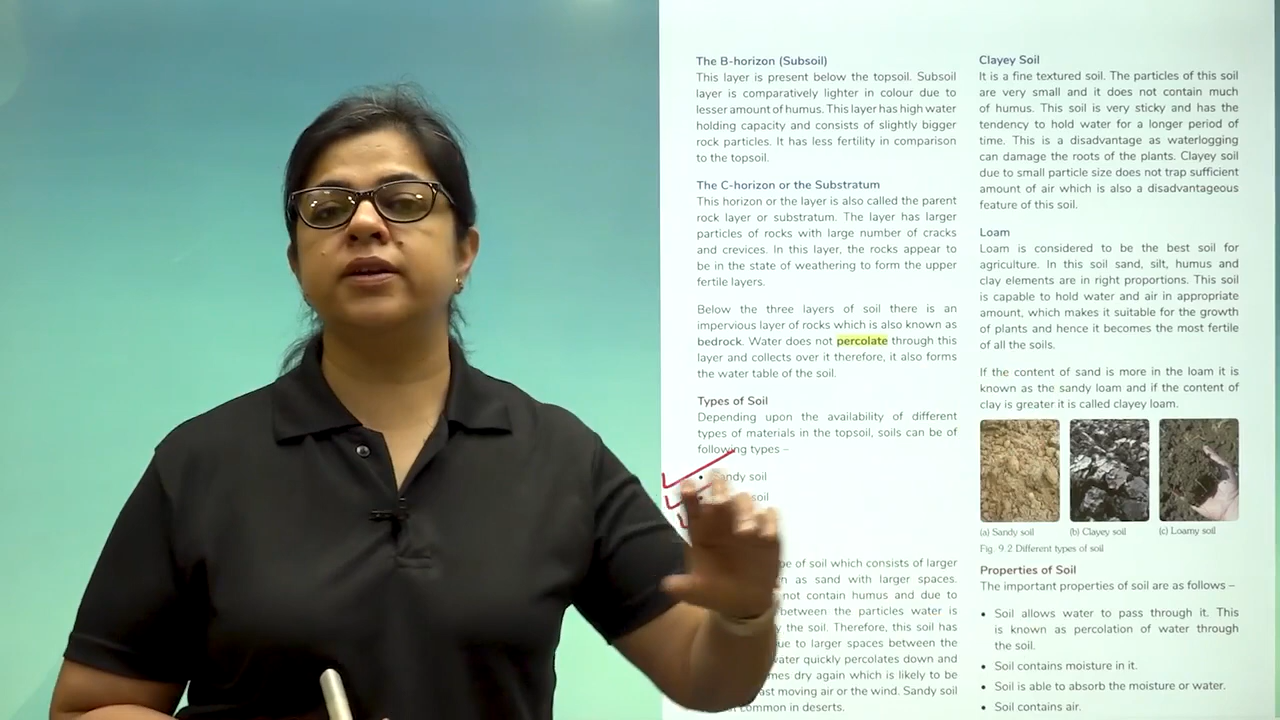 The B-horizon (Subsoil)
This layer is present below the topsoil. Subsoil
layer is comparatively lighter in colour due to
lesser amount of humus. This layer has high water
holding capacity and consists of slightly bigger
rock particles. It has less fertility in comparison
to the topsoil.
The C-horizon or the Substratum
This horizon or the layer is also called the parent
rock layer or substratum. The layer has larger
particles of rocks with large number of cracks
and crevices. In this layer, the rocks appear to
be in the state of weathering to form the upper
fertile layers.
Below the three layers of soil there is an
impervious layer of rocks which is also known as
bedrock. Water does not percolate through this
layer and collects over it therefore, it also forms
the water table of the soil.
Types of Soil
Depending upon the availability of different
types of materials in the topsoil, soils can be of
following types –
• Sandy soil
soil
of soil which consists of larger
as sand with larger spaces.
not contain humus and due to
between the particles water is
the soil. Therefore, this soil has
to larger spaces between the
quickly percolates down and
dry again which is likely to be
moving air or the wind. Sandy soil
common in deserts.
Clayey Soil
It is a fine textured soil. The particles of this soil
are very small and it does not contain much
of humus. This soil is very sticky and has the
tendency to hold water for a longer period of
time. This is a disadvantage as waterlogging
can damage the roots of the plants. Clayey soil
due to small particle size does not trap sufficient
amount of air which is also a disadvantageous
feature of this soil.
Loam
Loam is considered to be the best soil for
agriculture. In this soil sand, silt, humus and
clay elements are in right proportions. This soil
is capable to hold water and air in appropriate
amount, which makes it suitable for the growth
of plants and hence it becomes the most fertile
of all the soils.
If the content of sand is more in the loam it is
known as the sandy loam and if the content of
clay is greater it is called clayey loam.
(a) Sandy soil (b) Clayey soil (c) Loamy soil
Fig. 9.2 Different types of soil
Properties of Soil
The important properties of soil are as follows –
• Soil allows water to pass through it. This
is known as percolation of water through
the soil.
• Soil contains moisture in it.
• Soil is able to absorb the moisture or water.
• Soil contains air.